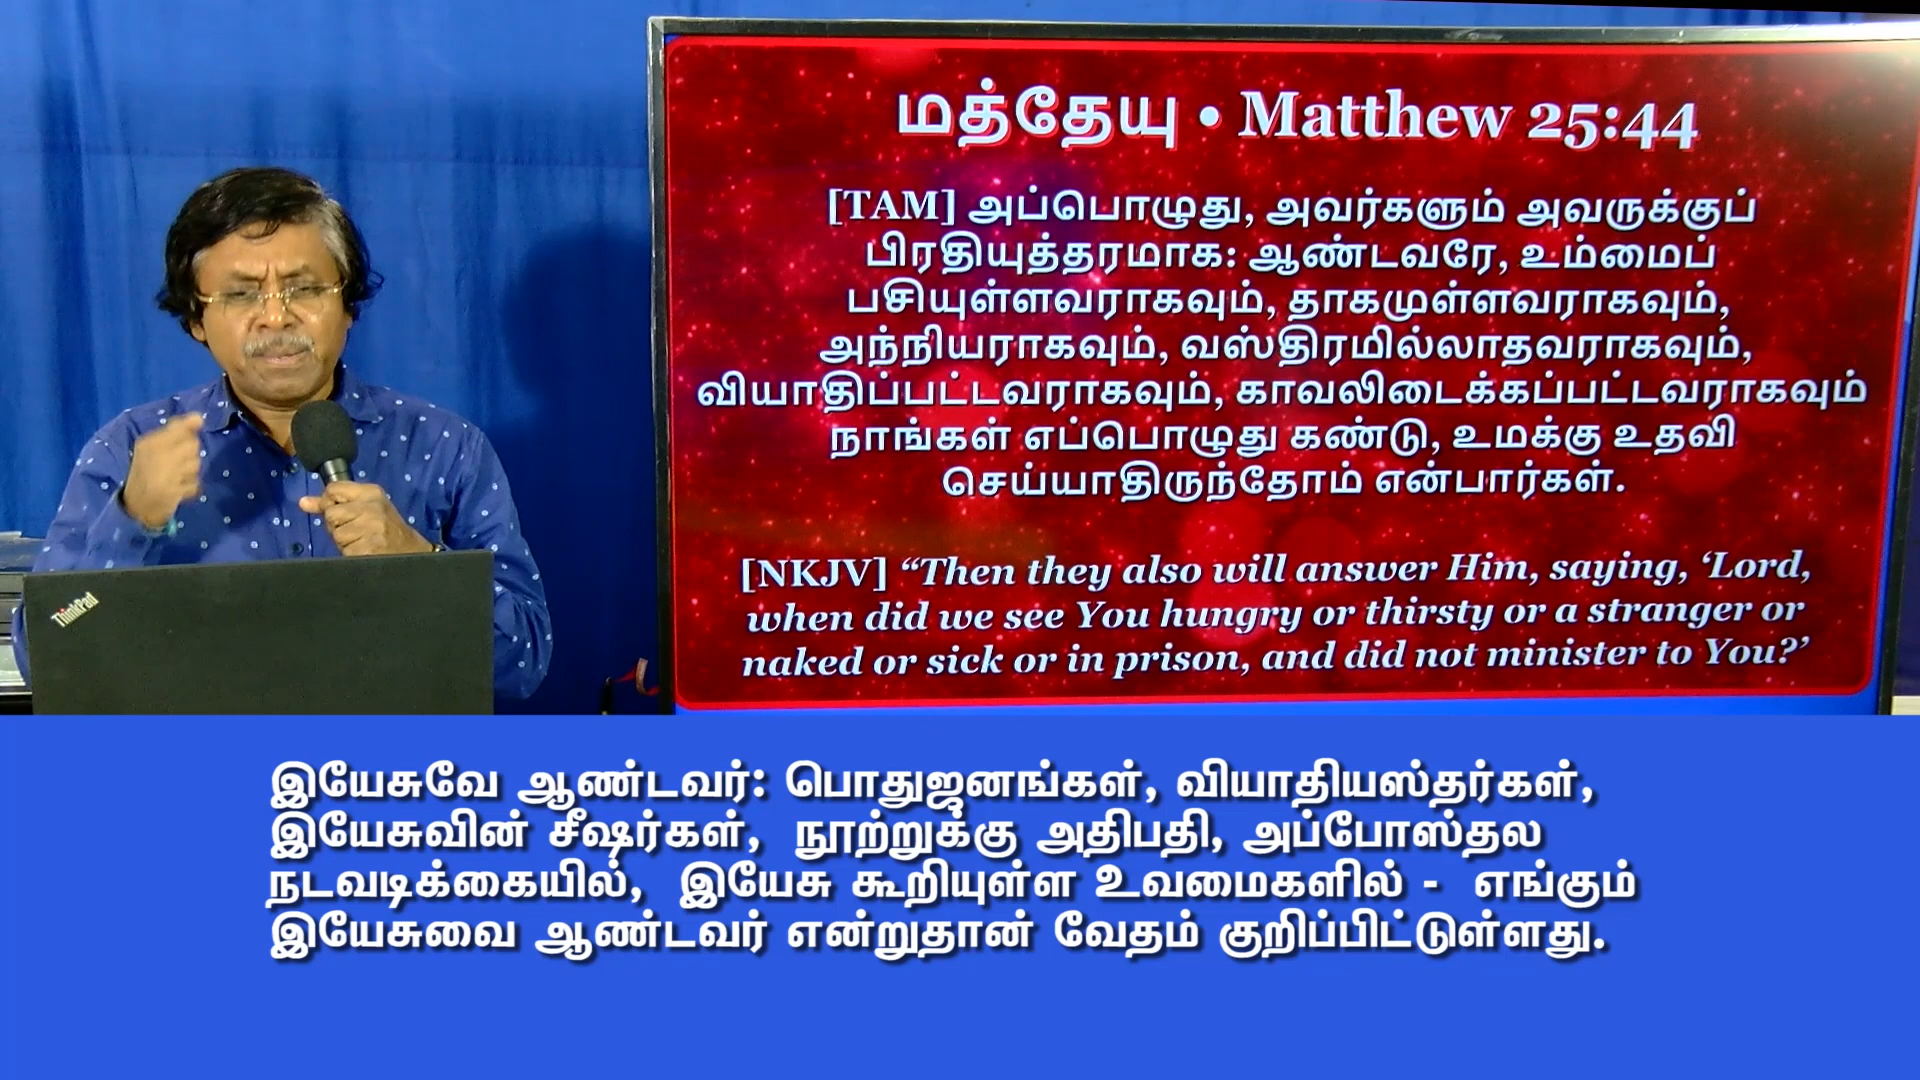 மத்தேயு • Matthew 25:44
[TAM] அப்பொழுது, அவர்களும் அவருக்குப்
பிரதியுத்தரமாக: ஆண்டவரே, உம்மைப்
பசியுள்ளவராகவும், தாகமுள்ளவராகவும்,
அந்நியராகவும், வஸ்திரமில்லாதவராகவும்,
வியாதிப்பட்டவராகவும், காவலிடைக்கப்பட்டவராகவும்
நாங்கள் எப்பொழுது கண்டு, உமக்கு உதவி
செய்யாதிருந்தோம் என்பார்கள்.
[NKJV] “Then they also will answer Him, saying, ‘Lord,
when did we see You hungry or thirsty or a stranger or
naked or sick or in prison, and did not minister to You?’
ThinkPad
இயேசுவே ஆண்டவர்: பொதுஜனங்கள், வியாதியஸ்தர்கள்,
இயேசுவின் சீஷர்கள், நூற்றுக்கு அதிபதி, அப்போஸ்தல
நடவடிக்கையில், இயேசு கூறியுள்ள உவமைகளில் - எங்கும்
இயேசுவை ஆண்டவர் என்றுதான் வேதம் குறிப்பிட்டுள்ளது.